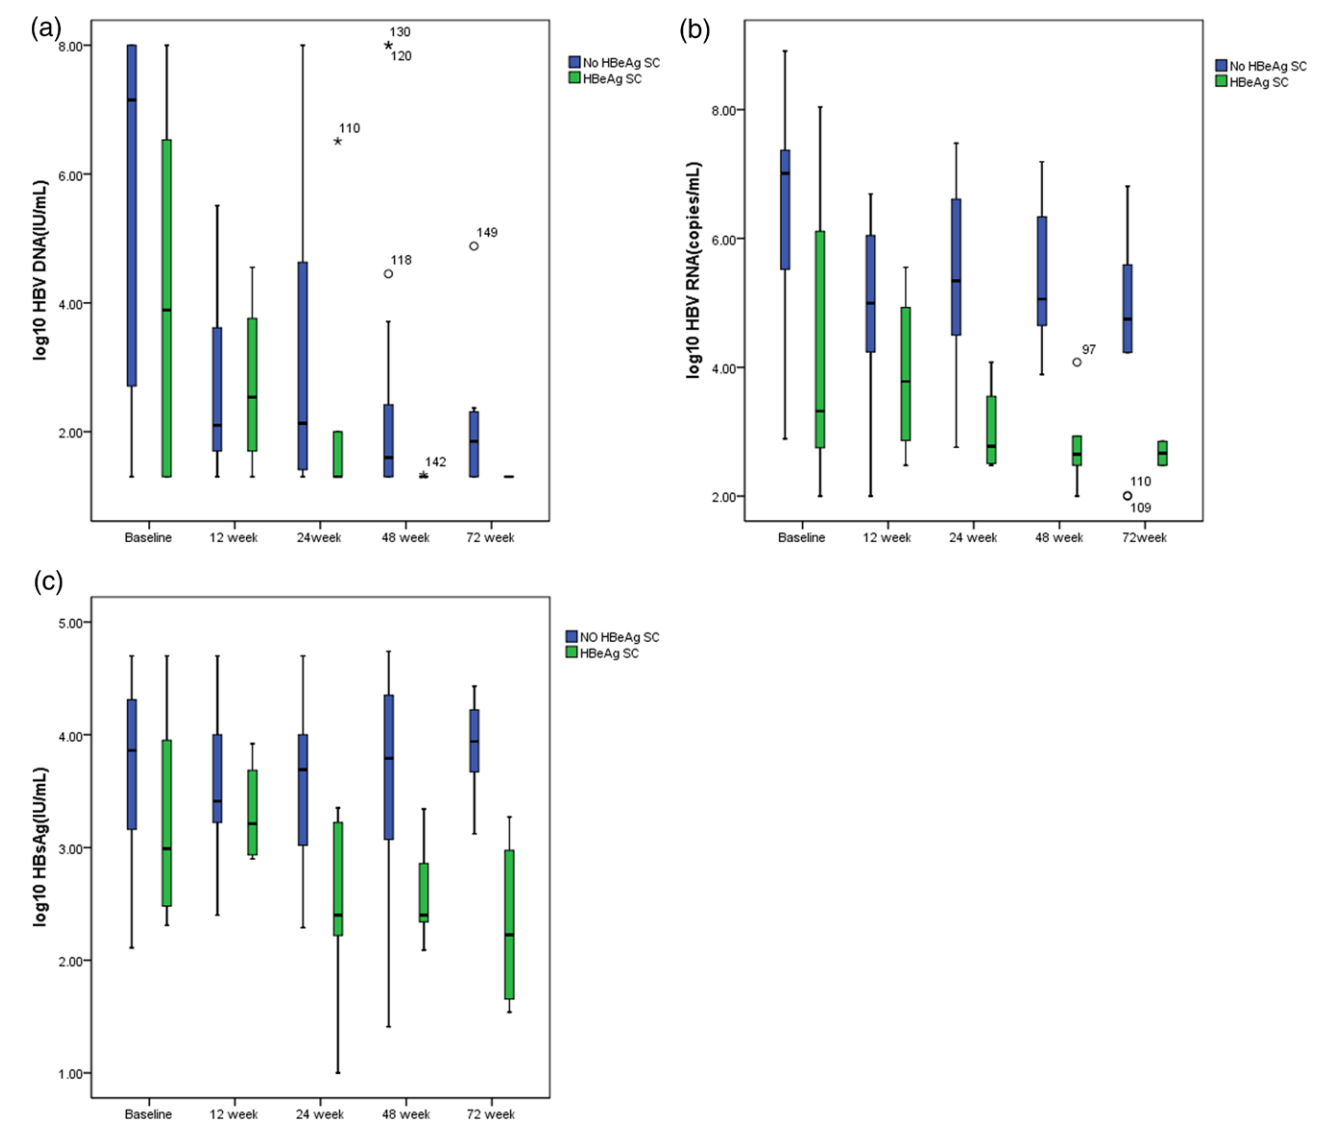 (a)
log10 HBV DNA(IU/mL)
8.00
6.00
4.00
2.00
130
120
110
118
149
142
Baseline
12 week
24week
48 week
72 week
No HBeAg SC
HBeAg SC
(b)
log10 HBV RNA(copies/mL)
8.00
6.00
4.00
2.00
97
110
109
Baseline
12 week
24 week
48 week
72week
No HBeAg SC
HBeAg SC
(c)
log10 HBsAg(IU/mL)
5.00
4.00
3.00
2.00
1.00
Baseline
12 week
24 week
48 week
72 week
NO HBeAg SC
HBeAg SC